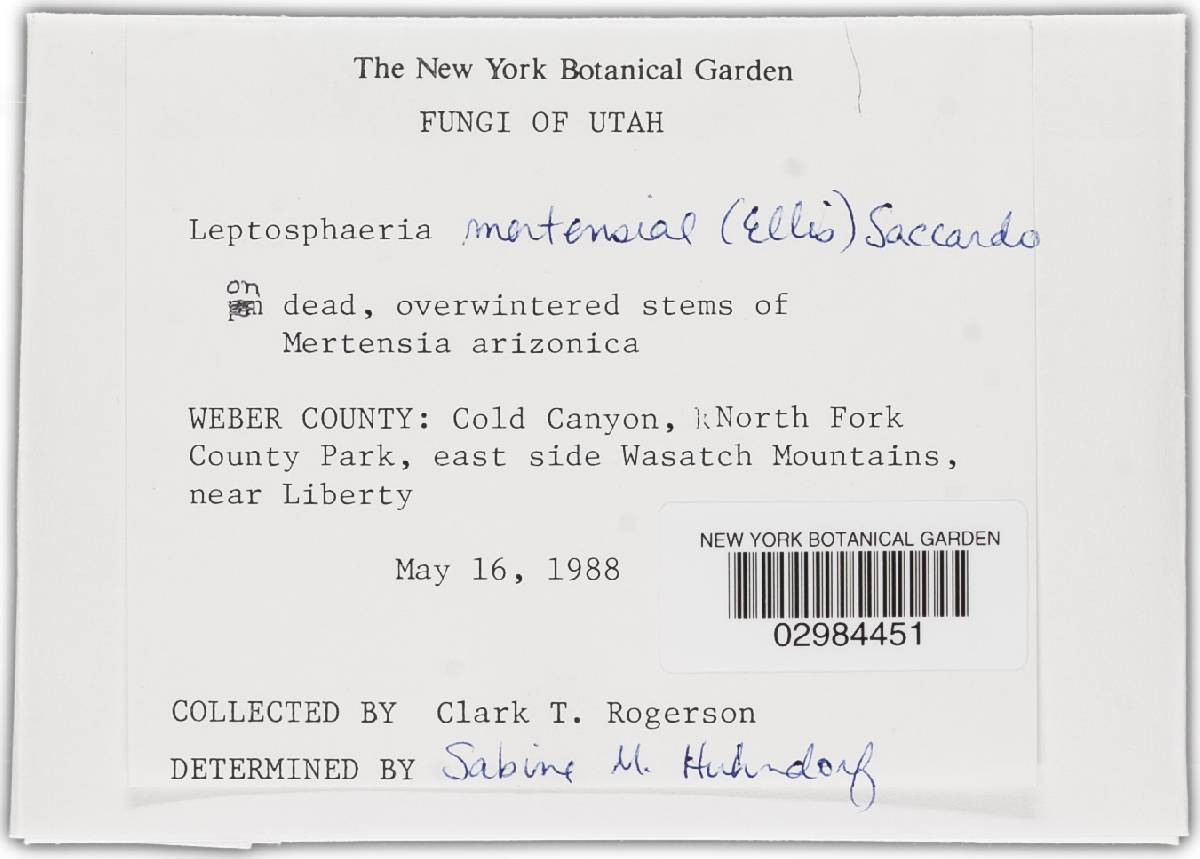 The New York Botanical Garden
FUNGI OF UTAH
Leptosphaeria mertensiae (Ellis) Saccardo
on
dead, overwintered stems of
Mertensia arizonica
WEBER COUNTY: Cold Canyon, kNorth Fork
County Park, east side Wasatch Mountains,
near Liberty
NEW YORK BOTANICAL GARDEN
May 16, 1988
02984451
COLLECTED BY Clark T. Rogerson
DETERMINED BY Sabine M. Huhndorf